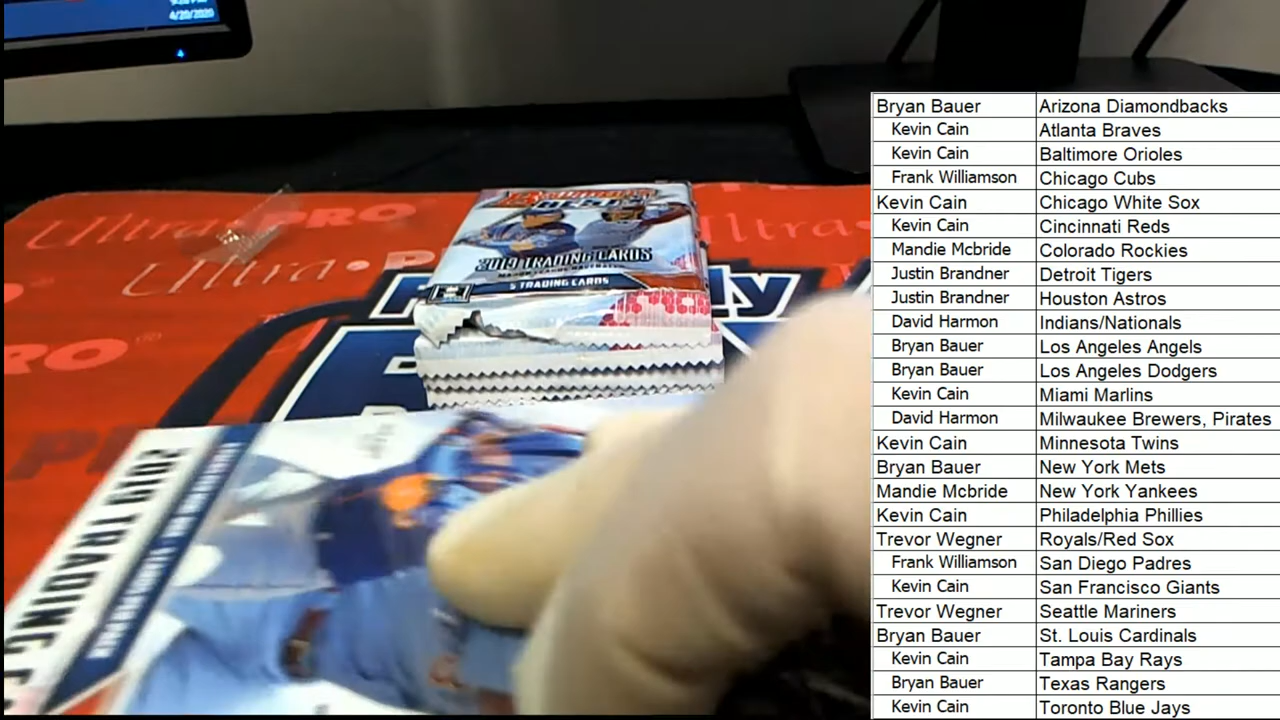 4/20/2020
Ultra PRO
Ultra PRO
Ultra
2019 TRADING CARDS
5 TRADING CARDS
2019 TRADING
Bryan Bauer Arizona Diamondbacks
Kevin Cain Atlanta Braves
Kevin Cain Baltimore Orioles
Frank Williamson Chicago Cubs
Kevin Cain Chicago White Sox
Kevin Cain Cincinnati Reds
Mandie Mcbride Colorado Rockies
Justin Brandner Detroit Tigers
Justin Brandner Houston Astros
David Harmon Indians/Nationals
Bryan Bauer Los Angeles Angels
Bryan Bauer Los Angeles Dodgers
Kevin Cain Miami Marlins
David Harmon Milwaukee Brewers, Pirates
Kevin Cain Minnesota Twins
Bryan Bauer New York Mets
Mandie Mcbride New York Yankees
Kevin Cain Philadelphia Phillies
Trevor Wegner Royals/Red Sox
Frank Williamson San Diego Padres
Kevin Cain San Francisco Giants
Trevor Wegner Seattle Mariners
Bryan Bauer St. Louis Cardinals
Kevin Cain Tampa Bay Rays
Bryan Bauer Texas Rangers
Kevin Cain Toronto Blue Jays